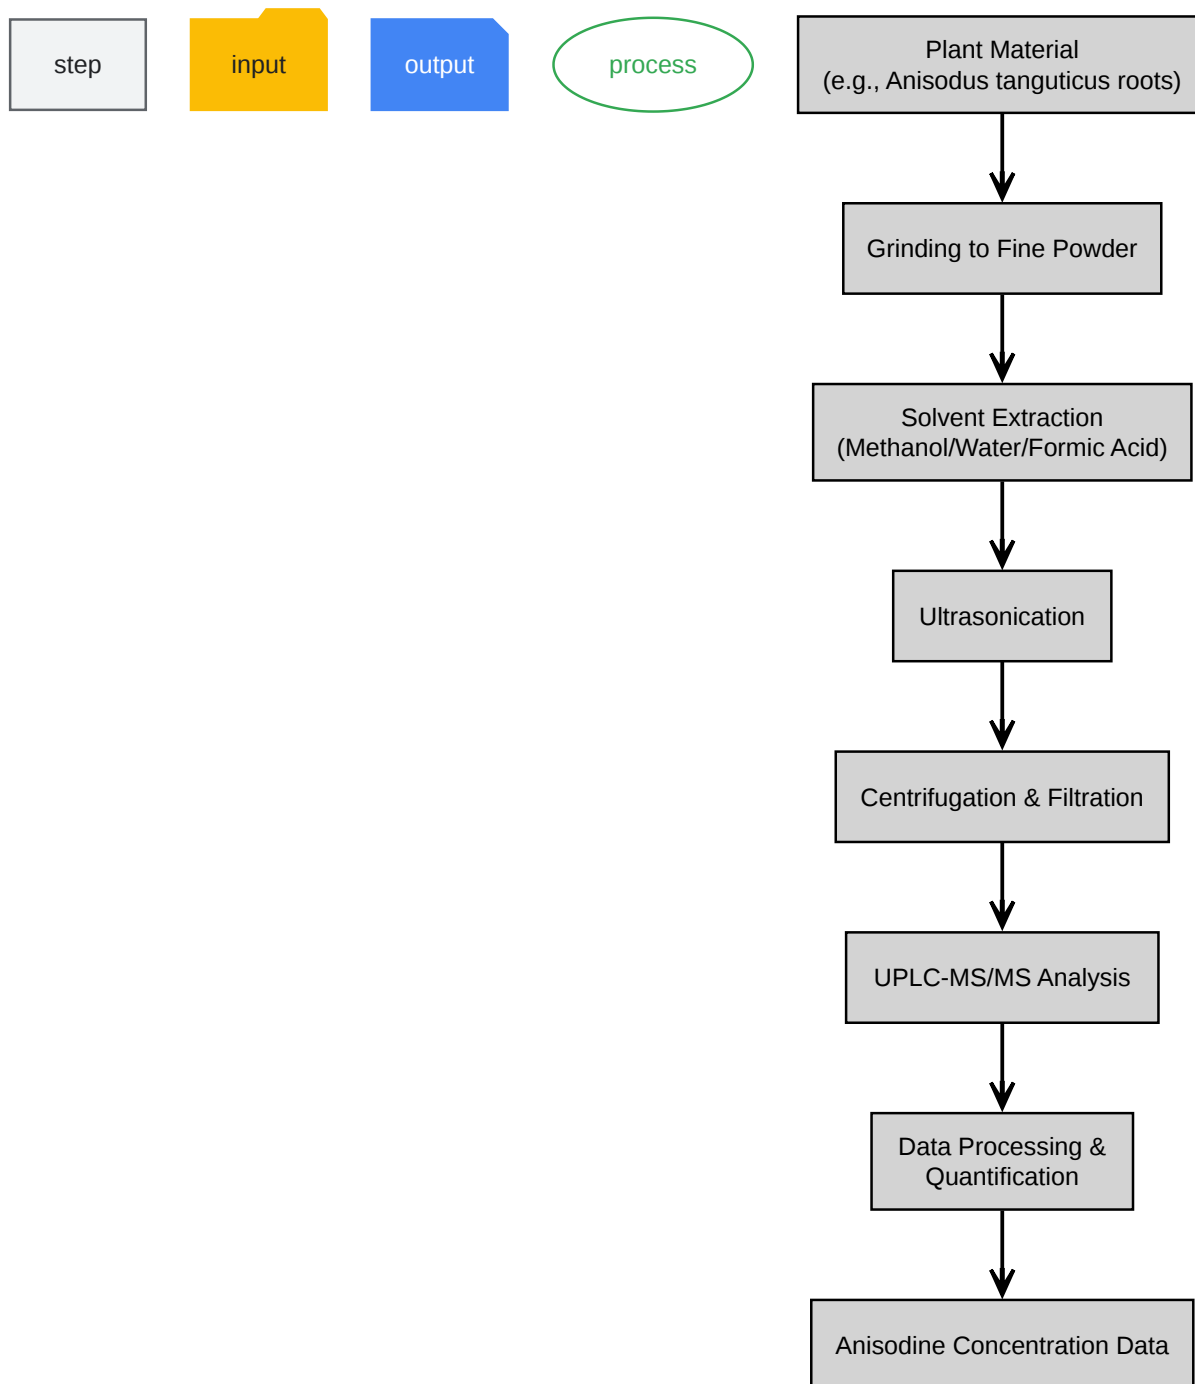 step
input
output
process
Plant Material
(e.g., Anisodus tanguticus roots)
Grinding to Fine Powder
Solvent Extraction
(Methanol/Water/Formic Acid)
Ultrasonication
Centrifugation & Filtration
UPLC-MS/MS Analysis
Data Processing &
Quantification
Anisodine Concentration Data